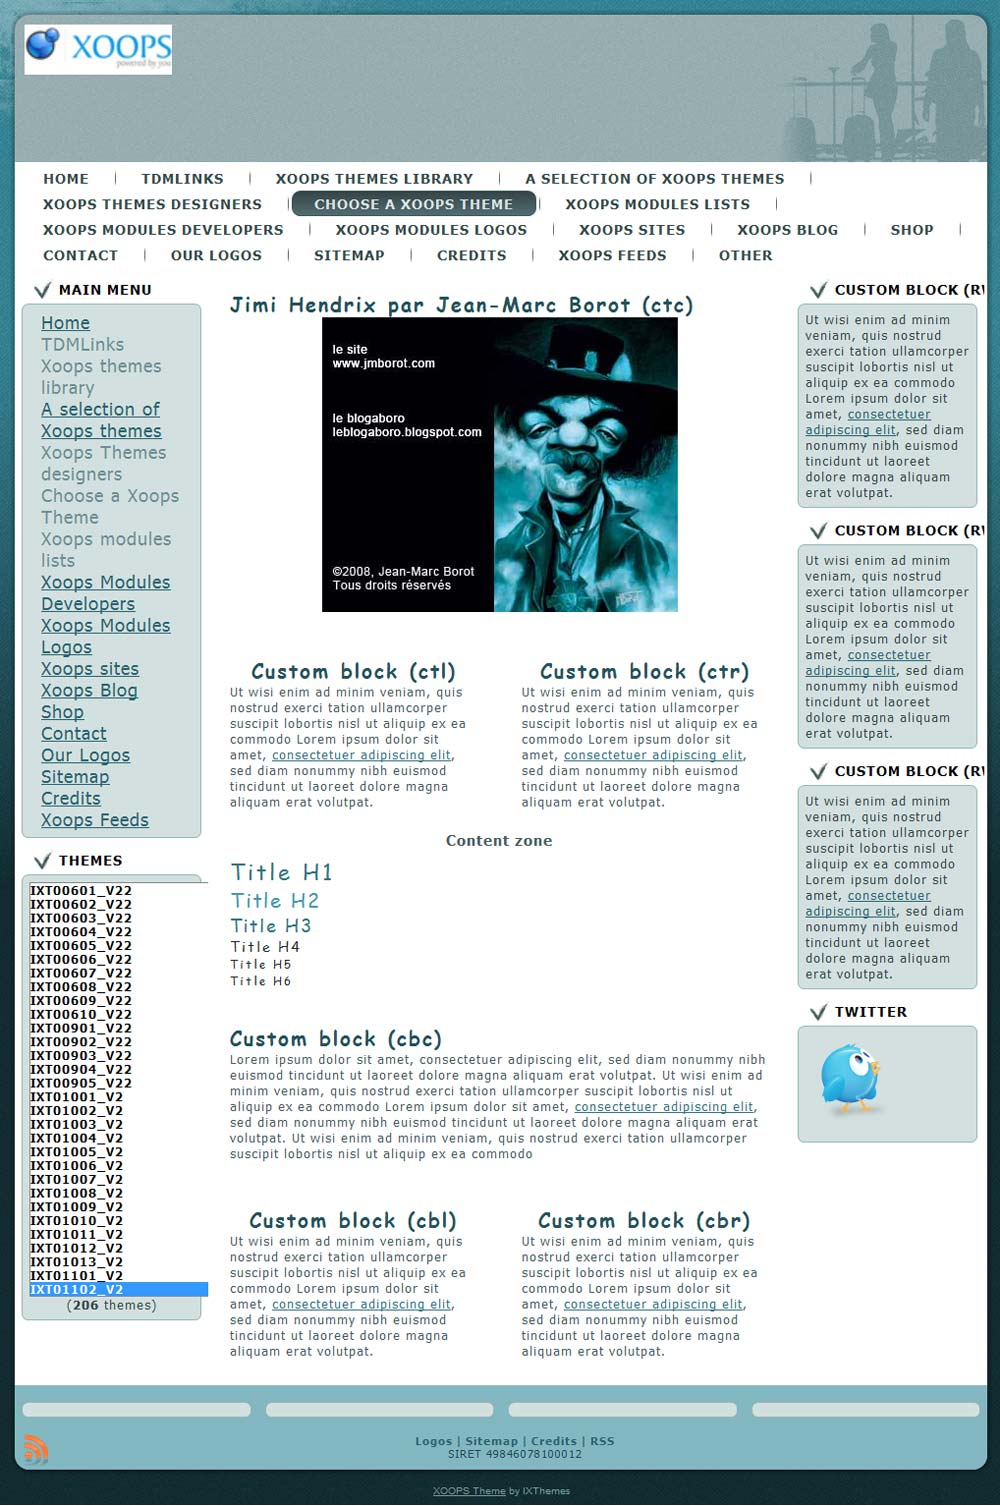 XOOPS
powered by you
HOME | TDMLINKS | XOOPS THEMES LIBRARY | A SELECTION OF XOOPS THEMES |
XOOPS THEMES DESIGNERS | CHOOSE A XOOPS THEME | XOOPS MODULES LISTS |
XOOPS MODULES DEVELOPERS | XOOPS MODULES LOGOS | XOOPS SITES | XOOPS BLOG | SHOP |
CONTACT | OUR LOGOS | SITEMAP | CREDITS | XOOPS FEEDS | OTHER
MAIN MENU
Home
TDMLinks
Xoops themes
library
A selection of
Xoops themes
Xoops Themes
designers
Choose a Xoops
Theme
Xoops modules
lists
Xoops Modules
Developers
Xoops Modules
Logos
Xoops sites
Xoops Blog
Shop
Contact
Our Logos
Sitemap
Credits
Xoops Feeds
THEMES
IXT00601_V22
IXT00602_V22
IXT00603_V22
IXT00604_V22
IXT00605_V22
IXT00606_V22
IXT00607_V22
IXT00608_V22
IXT00609_V22
IXT00610_V22
IXT00901_V22
IXT00902_V22
IXT00903_V22
IXT00904_V22
IXT00905_V22
IXT01001_V2
IXT01002_V2
IXT01003_V2
IXT01004_V2
IXT01005_V2
IXT01006_V2
IXT01007_V2
IXT01008_V2
IXT01009_V2
IXT01010_V2
IXT01011_V2
IXT01012_V2
IXT01013_V2
IXT01101_V2
IXT01102_V2
(206 themes)
Jimi Hendrix par Jean-Marc Borot (ctc)
le site
www.jmborot.com
le blogaboro
leblogaboro.blogspot.com
©2008, Jean-Marc Borot
Tous droits réservés
Custom block (ctl)
Ut wisi enim ad minim veniam, quis
nostrud exerci tation ullamcorper
suscipit lobortis nisl ut aliquip ex ea
commodo Lorem ipsum dolor sit
amet, consectetuer adipiscing elit,
sed diam nonummy nibh euismod
tincidunt ut laoreet dolore magna
aliquam erat volutpat.
Custom block (ctr)
Ut wisi enim ad minim veniam, quis
nostrud exerci tation ullamcorper
suscipit lobortis nisl ut aliquip ex ea
commodo Lorem ipsum dolor sit
amet, consectetuer adipiscing elit,
sed diam nonummy nibh euismod
tincidunt ut laoreet dolore magna
aliquam erat volutpat.
Content zone
Title H1
Title H2
Title H3
Title H4
Title H5
Title H6
Custom block (cbc)
Lorem ipsum dolor sit amet, consectetuer adipiscing elit, sed diam nonummy nibh
euismod tincidunt ut laoreet dolore magna aliquam erat volutpat. Ut wisi enim ad
minim veniam, quis nostrud exerci tation ullamcorper suscipit lobortis nisl ut
aliquip ex ea commodo Lorem ipsum dolor sit amet, consectetuer adipiscing elit,
sed diam nonummy nibh euismod tincidunt ut laoreet dolore magna aliquam erat
volutpat. Ut wisi enim ad minim veniam, quis nostrud exerci tation ullamcorper
suscipit lobortis nisl ut aliquip ex ea commodo
Custom block (cbl)
Ut wisi enim ad minim veniam, quis
nostrud exerci tation ullamcorper
suscipit lobortis nisl ut aliquip ex ea
commodo Lorem ipsum dolor sit
amet, consectetuer adipiscing elit,
sed diam nonummy nibh euismod
tincidunt ut laoreet dolore magna
aliquam erat volutpat.
Custom block (cbr)
Ut wisi enim ad minim veniam, quis
nostrud exerci tation ullamcorper
suscipit lobortis nisl ut aliquip ex ea
commodo Lorem ipsum dolor sit
amet, consectetuer adipiscing elit,
sed diam nonummy nibh euismod
tincidunt ut laoreet dolore magna
aliquam erat volutpat.
CUSTOM BLOCK
Ut wisi enim ad minim
veniam, quis nostrud
exerci tation ullamcorper
suscipit lobortis nisl ut
aliquip ex ea commodo
Lorem ipsum dolor sit
amet, consectetuer
adipiscing elit, sed diam
nonummy nibh euismod
tincidunt ut laoreet
dolore magna aliquam
erat volutpat.
CUSTOM BLOCK
Ut wisi enim ad minim
veniam, quis nostrud
exerci tation ullamcorper
suscipit lobortis nisl ut
aliquip ex ea commodo
Lorem ipsum dolor sit
amet, consectetuer
adipiscing elit, sed diam
nonummy nibh euismod
tincidunt ut laoreet
dolore magna aliquam
erat volutpat.
CUSTOM BLOCK
Ut wisi enim ad minim
veniam, quis nostrud
exerci tation ullamcorper
suscipit lobortis nisl ut
aliquip ex ea commodo
Lorem ipsum dolor sit
amet, consectetuer
adipiscing elit, sed diam
nonummy nibh euismod
tincidunt ut laoreet
dolore magna aliquam
erat volutpat.
TWITTER
Logos | Sitemap | Credits | RSS
SIRET 49846078100012
XOOPS Theme by IXThemes